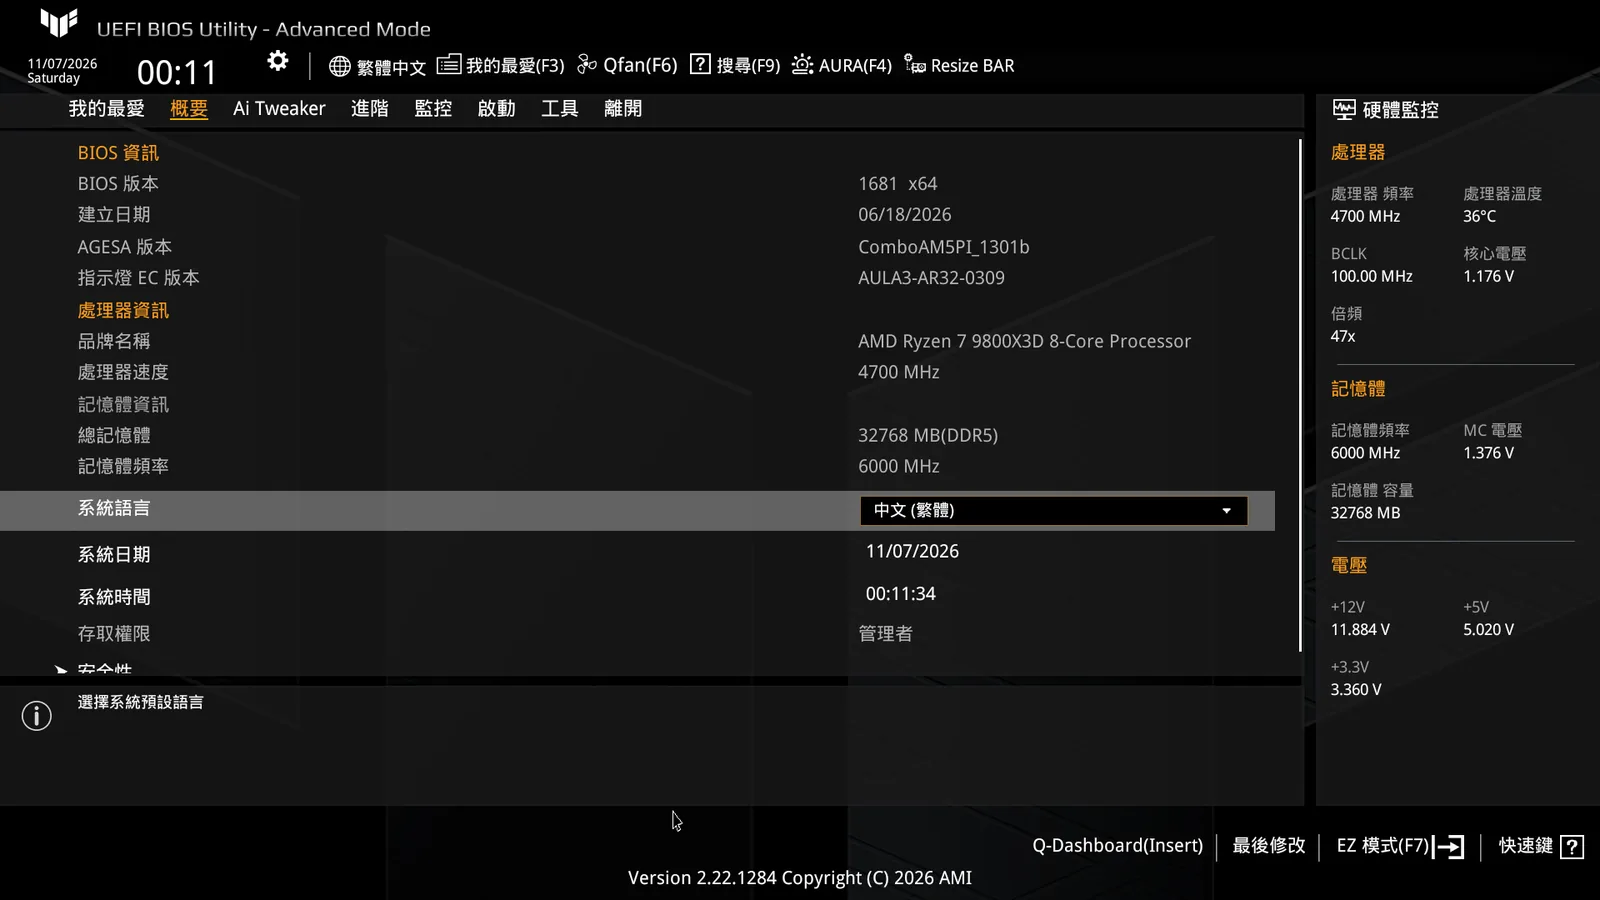 UEFI BIOS Utility - Advanced Mode
11/07/2026
Saturday
00:11
繁體中文
我的最愛(F3)
Qfan(F6)
搜尋(F9)
AURA(F4)
Resize BAR
我的最愛 概要 Ai Tweaker 進階 監控 啟動 工具 離開
BIOS 資訊
BIOS 版本 1681 x64
建立日期 06/18/2026
AGESA 版本 ComboAM5PI_1301b
指示燈 EC 版本 AULA3-AR32-0309
處理器資訊
品牌名稱 AMD Ryzen 7 9800X3D 8-Core Processor
處理器速度 4700 MHz
記憶體資訊
總記憶體 32768 MB(DDR5)
記憶體頻率 6000 MHz
系統語言 中文 (繁體)
系統日期 11/07/2026
系統時間 00:11:34
存取權限 管理者
安全性
選擇系統預設語言
硬體監控
處理器
處理器 頻率 處理器溫度
4700 MHz 36°C
BCLK 核心電壓
100.00 MHz 1.176 V
倍頻
47x
記憶體
記憶體頻率 MC 電壓
6000 MHz 1.376 V
記憶體 容量
32768 MB
電壓
+12V +5V
11.884 V 5.020 V
+3.3V
3.360 V
Q-Dashboard(Insert)
最後修改
EZ 模式(F7)
快速鍵 ?
Version 2.22.1284 Copyright (C) 2026 AMI